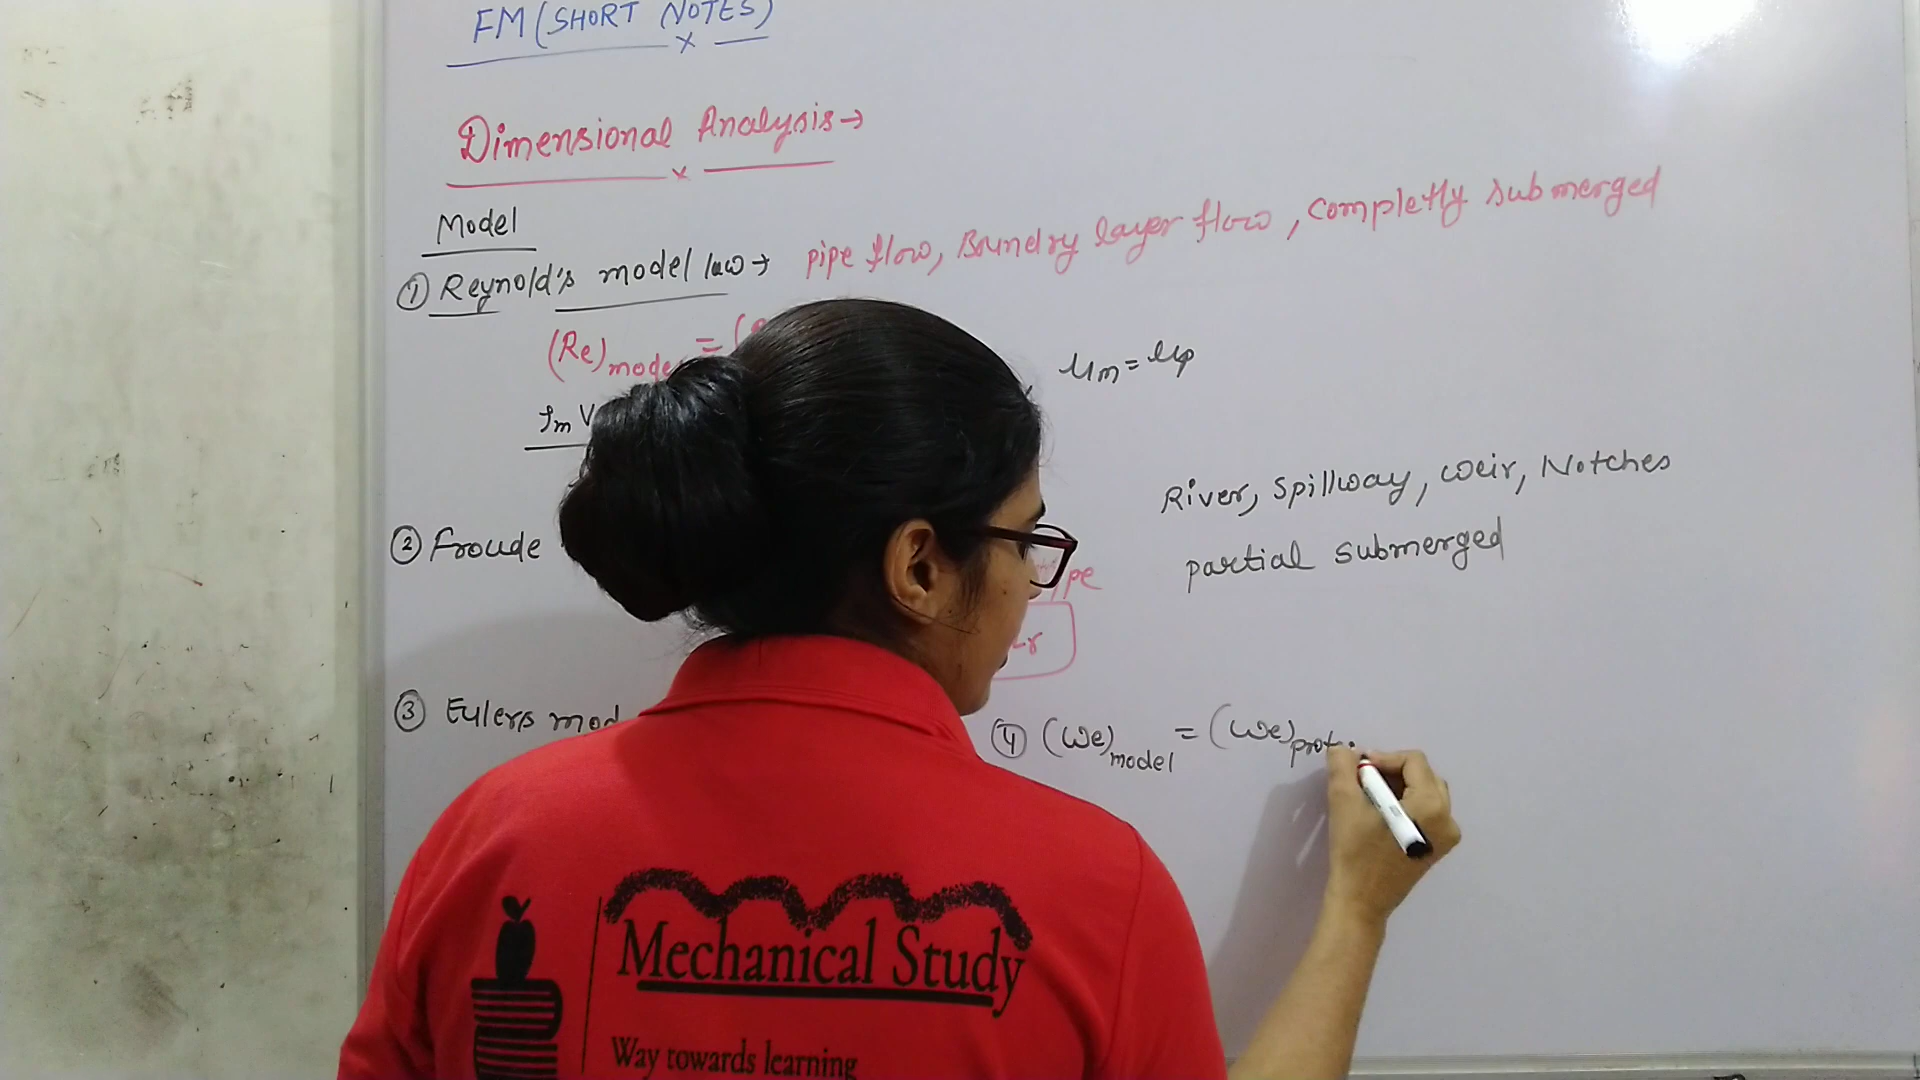 FM (SHORT NOTES)
Dimensional Analysis →
Model
① Reynold's model law → pipe flow, Boundry layer flow, completly submerged
(Re)model = (
μm = μp
River, Spillway, weir, Notches
② Froude
partial submerged
③ Eulers mod
④ (We)model = (We)prot
Mechanical Study
Way towards learning